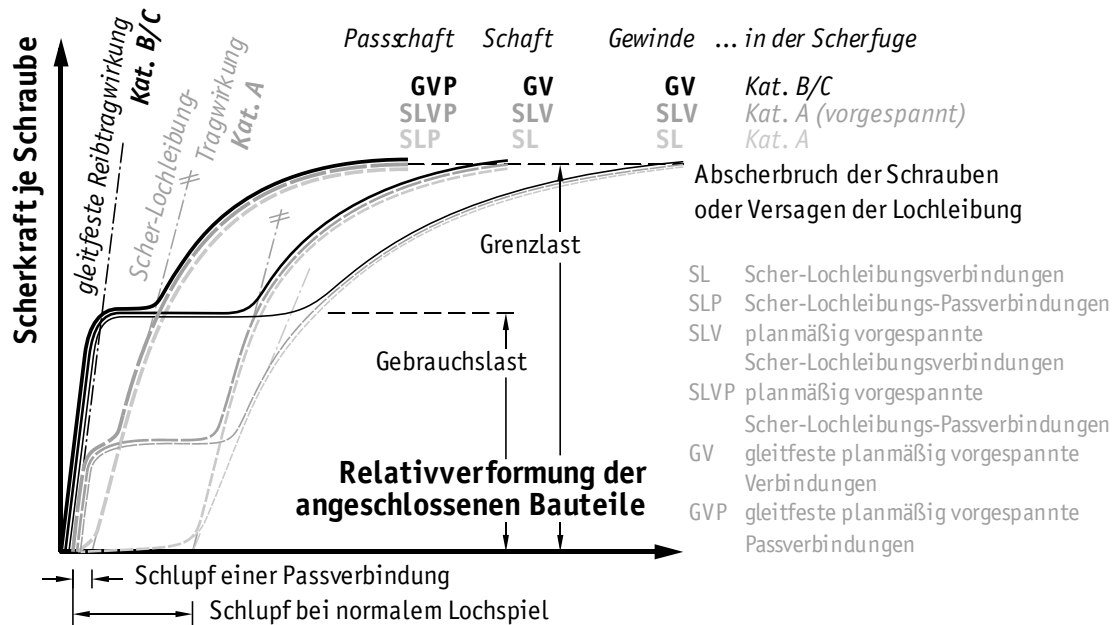 Scherkraft je Schraube
gleitfeste Reibtragwirkung
Kat. B/C
Scher-Lochleibung-
Tragwirkung
Kat. A
Passschaft Schaft Gewinde ... in der Scherfuge
GVP GV GV Kat. B/C
SLVP SLV SLV Kat. A (vorgespannt)
SLP SL SL Kat. A
Abscherbruch der Schrauben
oder Versagen der Lochleibung
Grenzlast
Gebrauchslast
SL Scher-Lochleibungsverbindungen
SLP Scher-Lochleibungs-Passverbindungen
SLV planmäßig vorgespannte
Scher-Lochleibungsverbindungen
SLVP planmäßig vorgespannte
Scher-Lochleibungs-Passverbindungen
GV gleitfeste planmäßig vorgespannte
Verbindungen
GVP gleitfeste planmäßig vorgespannte
Passverbindungen
Relativverformung der
angeschlossenen Bauteile
Schlupf einer Passverbindung
Schlupf bei normalem Lochspiel